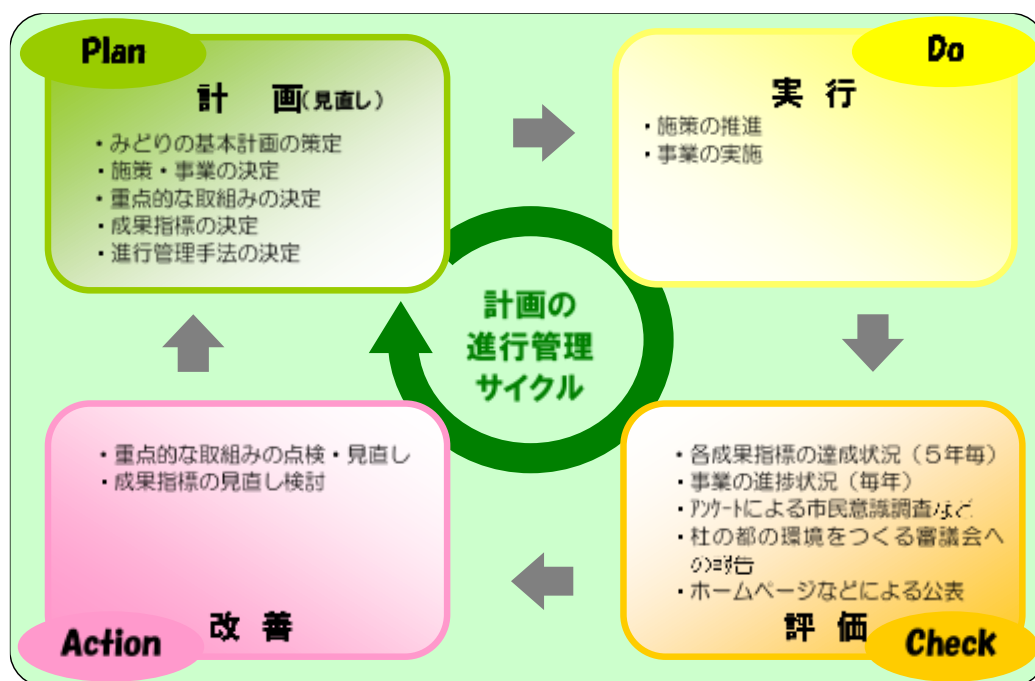 Plan
計　画(見直し)
・みどりの基本計画の策定
・施策・事業の決定
・重点的な取組みの決定
・成果指標の決定
・進行管理手法の決定
Do
実 行
・施策の推進
・事業の実施
計画の
進行管理
サイクル
・重点的な取組みの点検・見直し
・成果指標の見直し検討
改 善
Action
・各成果指標の達成状況（５年毎）
・事業の進捗状況（毎年）
・ｱﾝｹｰﾄによる市民意識調査など
・杜の都の環境をつくる審議会へ
の報告
・ホームページなどによる公表
評 価
Check